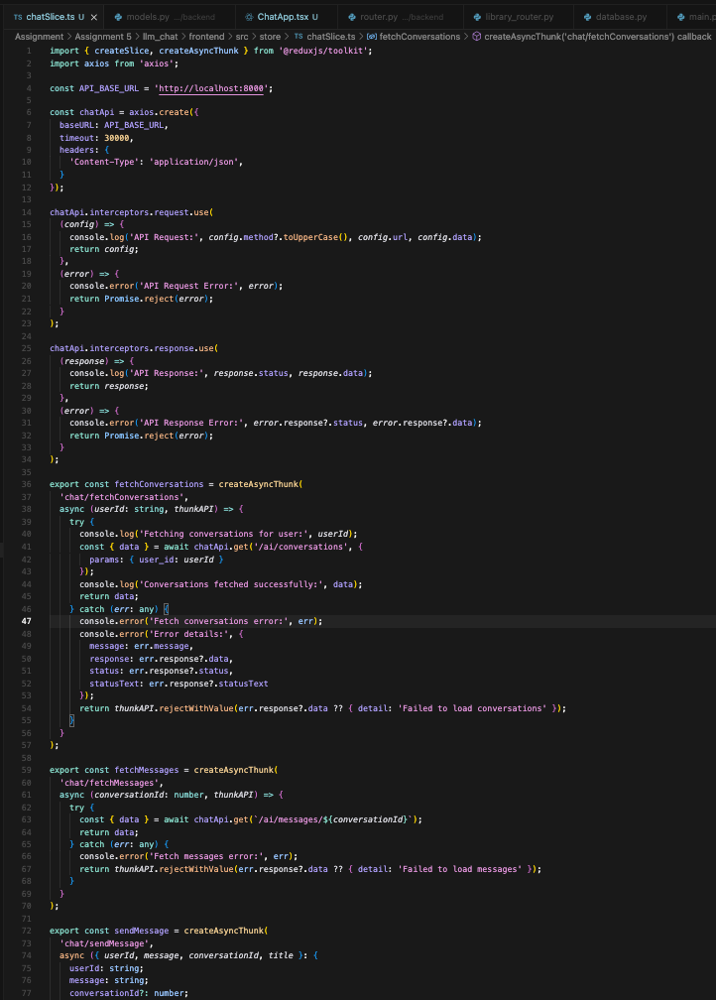 TS chatSlice.ts U × models.py .../backend ChatApp.tsx U router.py .../backend library_router.py database.py main.p
Assignment > Assignment 5 > llm_chat > frontend > src > store > TS chatSlice.ts > fetchConversations > createAsyncThunk('chat/fetchConversations') callback
1 import { createSlice, createAsyncThunk } from '@reduxjs/toolkit';
2 import axios from 'axios';
3
4 const API_BASE_URL = 'http://localhost:8000';
5
6 const chatApi = axios.create({
7 baseURL: API_BASE_URL,
8 timeout: 30000,
9 headers: {
10 'Content-Type': 'application/json',
11 }
12 });
13
14 chatApi.interceptors.request.use(
15 (config) => {
16 console.log('API Request:', config.method?.toUpperCase(), config.url, config.data);
17 return config;
18 },
19 (error) => {
20 console.error('API Request Error:', error);
21 return Promise.reject(error);
22 }
23 );
24
25 chatApi.interceptors.response.use(
26 (response) => {
27 console.log('API Response:', response.status, response.data);
28 return response;
29 },
30 (error) => {
31 console.error('API Response Error:', error.response?.status, error.response?.data);
32 return Promise.reject(error);
33 }
34 );
35
36 export const fetchConversations = createAsyncThunk(
37 'chat/fetchConversations',
38 async (userId: string, thunkAPI) => {
39 try {
40 console.log('Fetching conversations for user:', userId);
41 const { data } = await chatApi.get('/ai/conversations', {
42 params: { user_id: userId }
43 });
44 console.log('Conversations fetched successfully:', data);
45 return data;
46 } catch (err: any) {
47 console.error('Fetch conversations error:', err);
48 console.error('Error details:', {
49 message: err.message,
50 response: err.response?.data,
51 status: err.response?.status,
52 statusText: err.response?.statusText
53 });
54 return thunkAPI.rejectWithValue(err.response?.data ?? { detail: 'Failed to load conversations' });
55 }
56 }
57 );
58
59 export const fetchMessages = createAsyncThunk(
60 'chat/fetchMessages',
61 async (conversationId: number, thunkAPI) => {
62 try {
63 const { data } = await chatApi.get(`/ai/messages/${conversationId}`);
64 return data;
65 } catch (err: any) {
66 console.error('Fetch messages error:', err);
67 return thunkAPI.rejectWithValue(err.response?.data ?? { detail: 'Failed to load messages' });
68 }
69 }
70 );
71
72 export const sendMessage = createAsyncThunk(
73 'chat/sendMessage',
74 async ({ userId, message, conversationId, title }: {
75 userId: string;
76 message: string;
77 conversationId?: number;